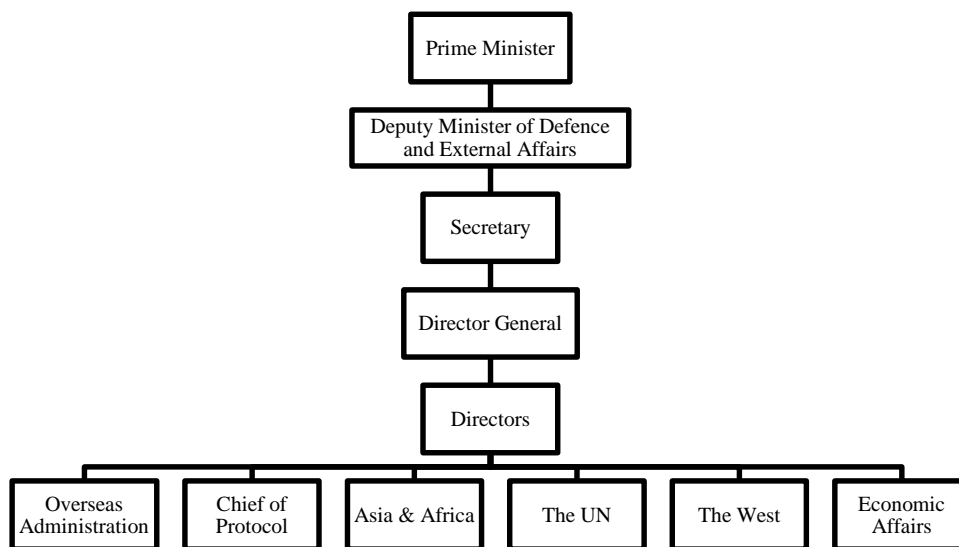 Prime Minister
Deputy Minister of Defence
and External Affairs
Secretary
Director General
Directors
Overseas
Administration
Chief of
Protocol
Asia & Africa
The UN
The West
Economic
Affairs